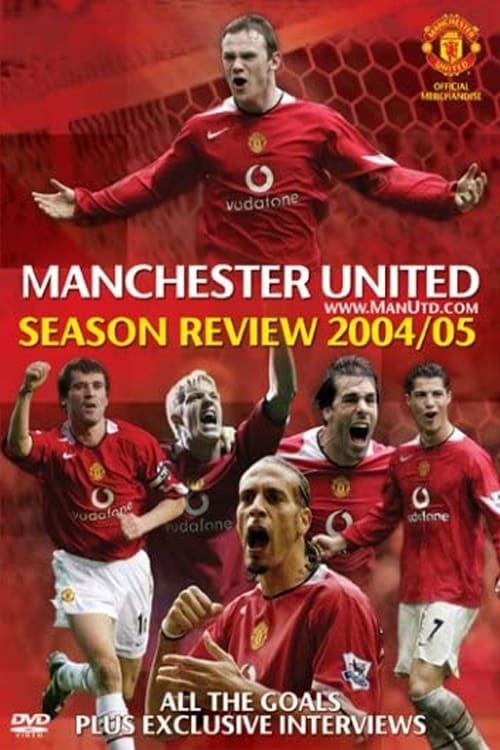 MANCHESTER
UNITED
OFFICIAL
MERCHANDISE
vodafone
MANCHESTER UNITED
WWW.MANUTD.COM
SEASON REVIEW 2004/05
vodafone
vodafone
vodafone
7
ALL THE GOALS
PLUS EXCLUSIVE INTERVIEWS
DVD
VIDEO